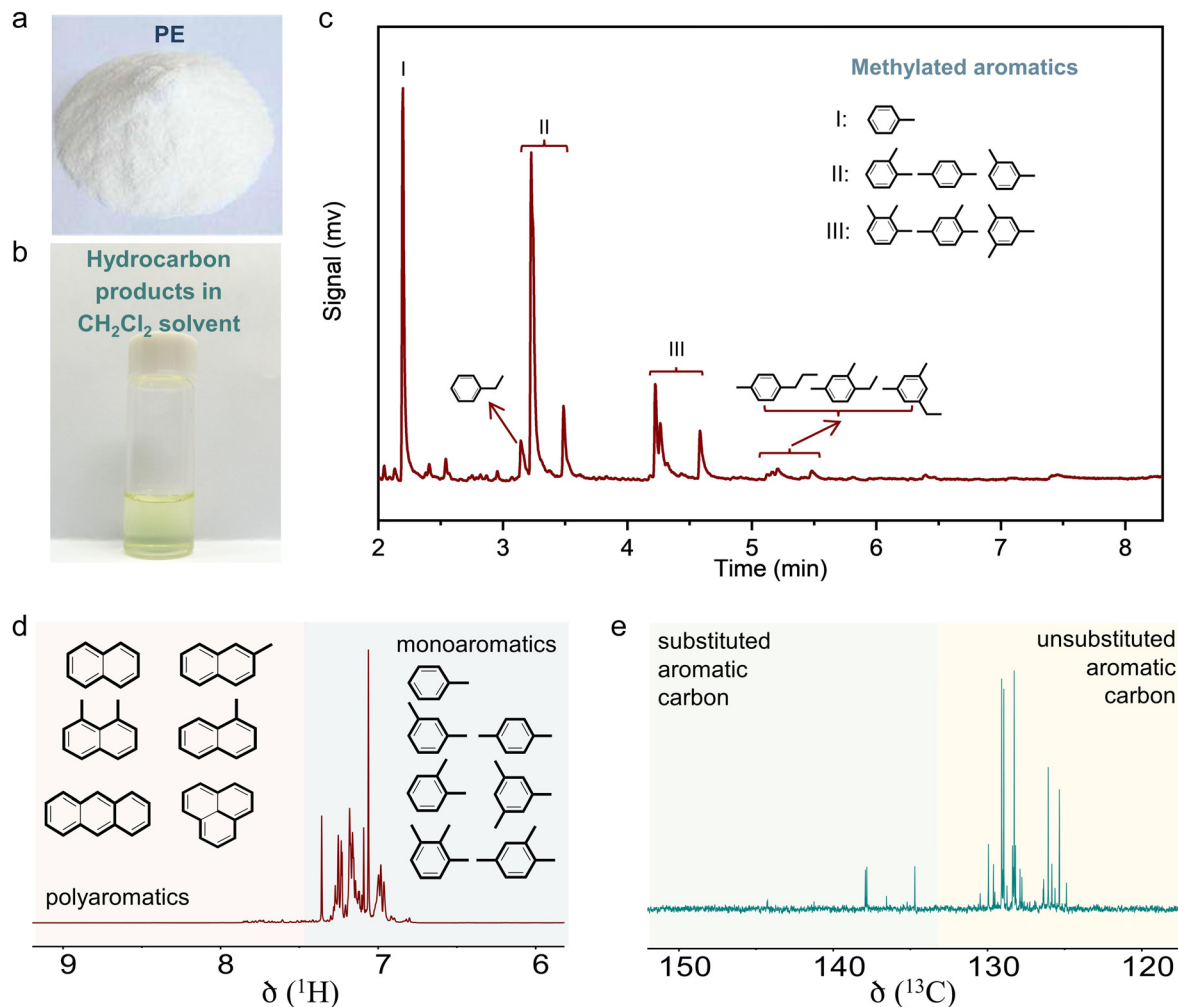 a
PE
b
Hydrocarbon
products in
CH₂Cl₂ solvent
c
Signal (mv)
I
II
III
Methylated aromatics
I:
II:
III:
2 3 4 5 6 7 8
Time (min)
d
monoaromatics
polyaromatics
9 8 7 6
δ (¹H)
e
substituted
aromatic
carbon
unsubstituted
aromatic
carbon
150 140 130 120
δ (¹³C)